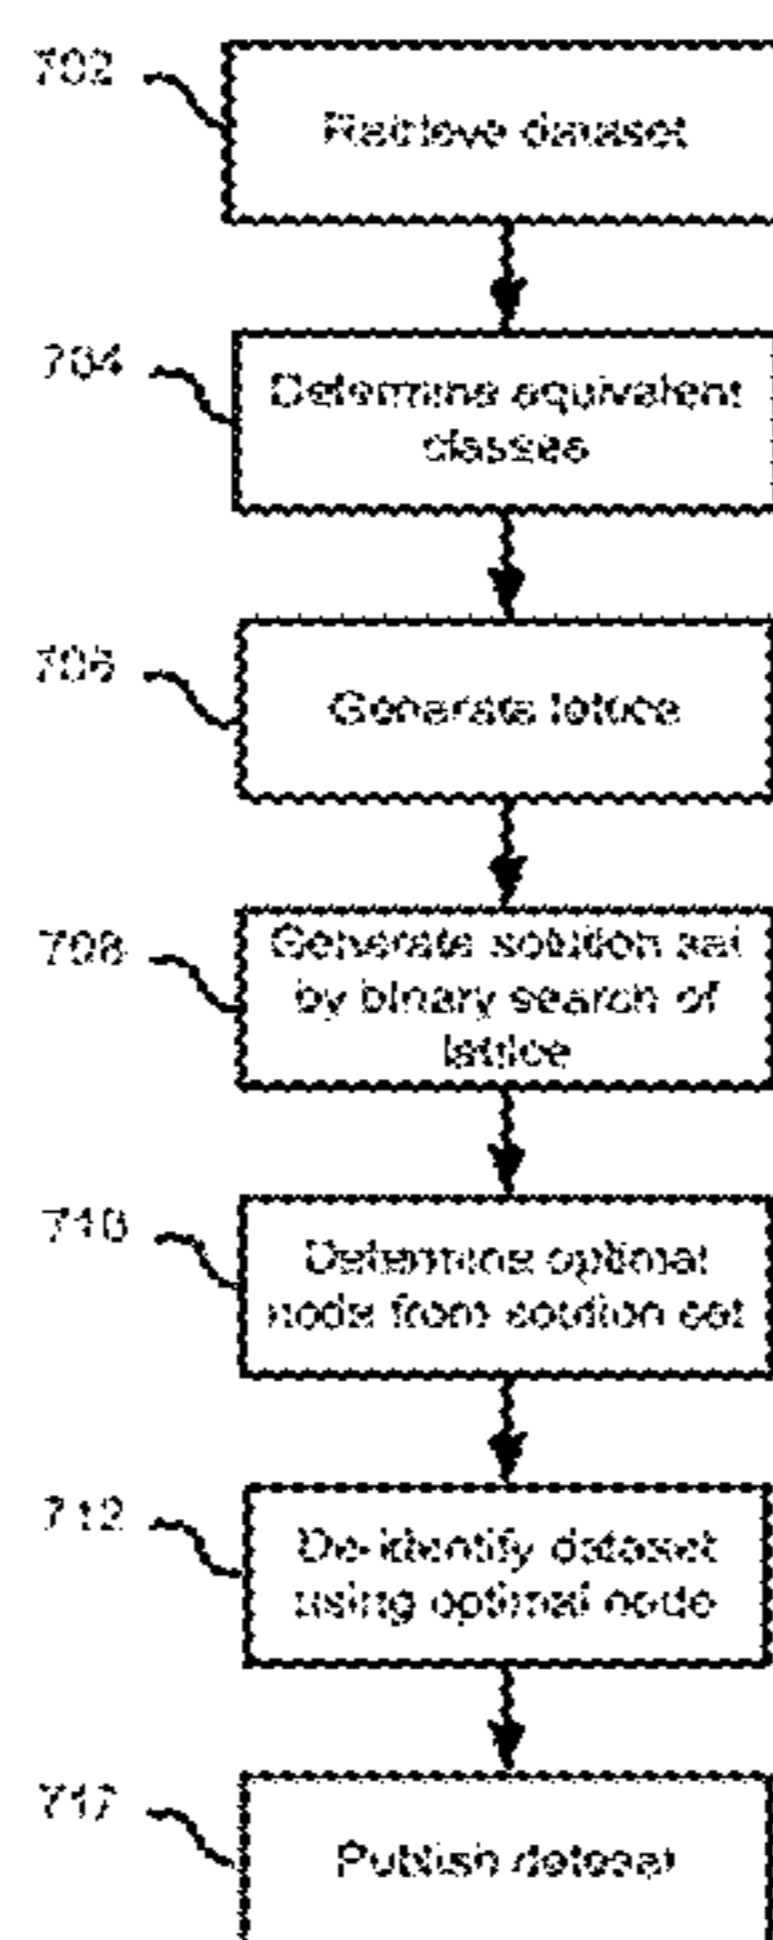 702
Retrieve dataset
704
Determine equivalent
classes
706
Generate lattice
708
Generate solution set
by binary search of
lattice
710
Determine optimal
node from solution set
712
De-identify dataset
using optimal node
717
Publish dataset